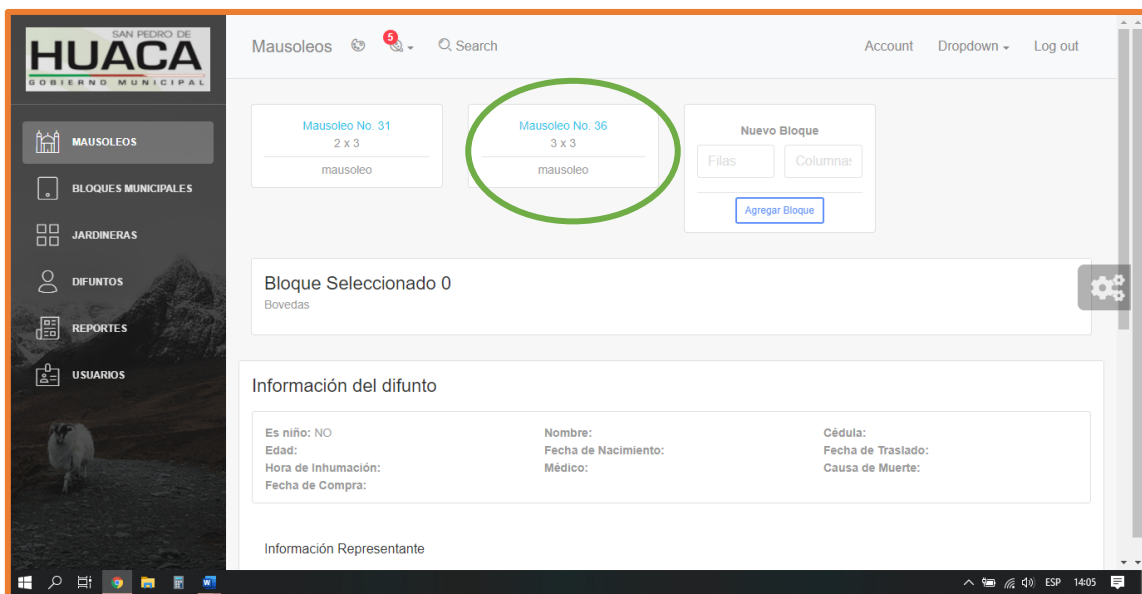 SAN PEDRO DE
HUACA
GOBIERNO MUNICIPAL
MAUSOLEOS
BLOQUES MUNICIPALES
JARDINERAS
DIFUNTOS
REPORTES
USUARIOS
Mausoleos 5 Search Account Dropdown Log out
Mausoleo No. 31
2 x 3
mausoleo
Mausoleo No. 36
3 x 3
mausoleo
Nuevo Bloque
Filas Columnas
Agregar Bloque
Bloque Seleccionado 0
Bovedas
Información del difunto
Es niño: NO Nombre: Cédula:
Edad: Fecha de Nacimiento: Fecha de Traslado:
Hora de Inhumación: Médico: Causa de Muerte:
Fecha de Compra:
Información Representante
ESP 14:05